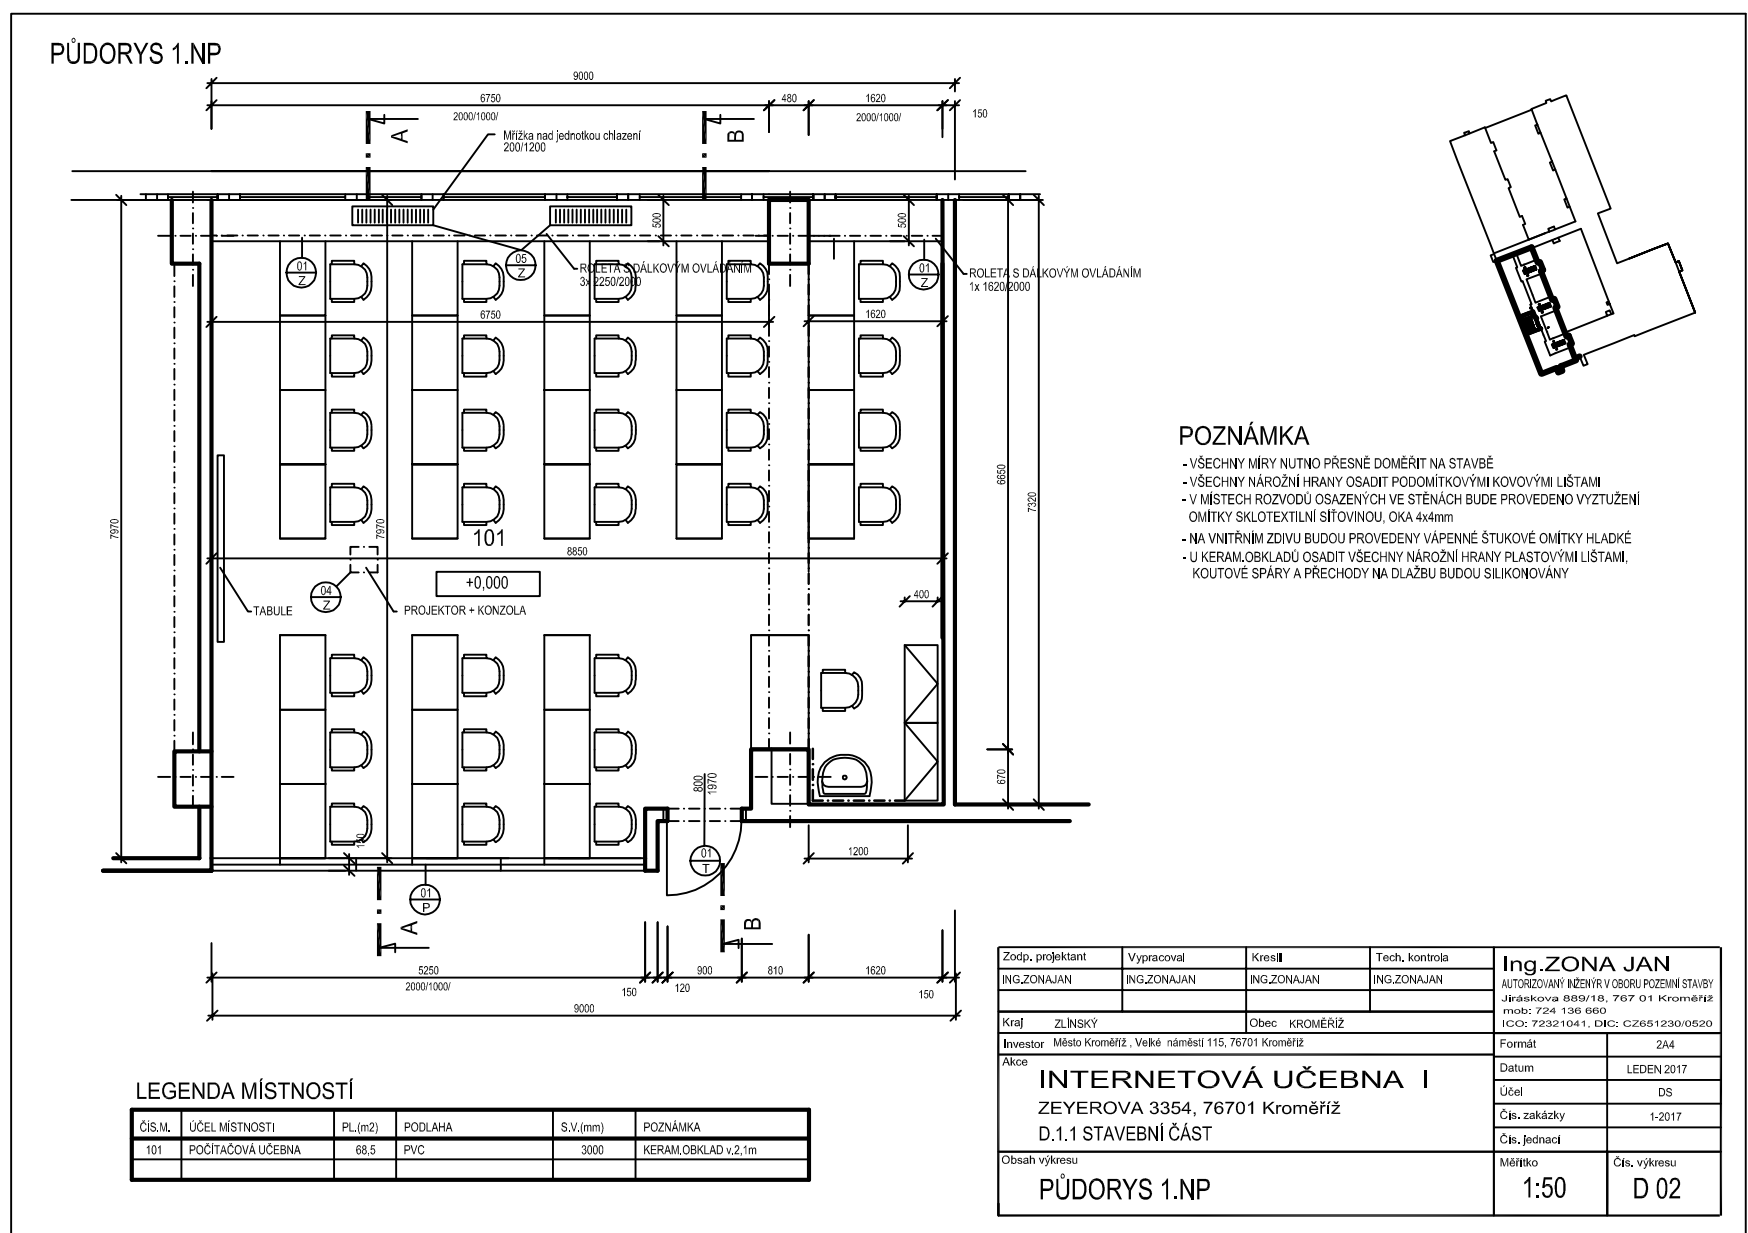 PŮDORYS 1.NP
9000
6750
480
1620
2000/1000/
2000/1000/
150
A
B
Mřížka nad jednotkou chlazení
200/1200
500
500
01
Z
05
Z
01
Z
ROLETA S DÁLKOVÝM OVLÁDÁNÍM
3x 2250/2000
ROLETA S DÁLKOVÝM OVLÁDÁNÍM
1x 1620/2000
6750
1620
7970
7970
6650
7320
101
8850
+0,000
04
Z
TABULE
PROJEKTOR + KONZOLA
400
670
800
1970
01
T
1200
01
P
A
B
5250
900
810
1620
2000/1000/
150
120
150
9000
POZNÁMKA
- VŠECHNY MÍRY NUTNO PŘESNĚ DOMĚŘIT NA STAVBĚ
- VŠECHNY NÁROŽNÍ HRANY OSADIT PODOMÍTKOVÝMI KOVOVÝMI LIŠTAMI
- V MÍSTECH ROZVODŮ OSAZENÝCH VE STĚNÁCH BUDE PROVEDENO VYZTUŽENÍ
OMÍTKY SKLOTEXTILNÍ SÍŤOVINOU, OKA 4x4mm
- NA VNITŘNÍM ZDIVU BUDOU PROVEDENY VÁPENNÉ ŠTUKOVÉ OMÍTKY HLADKÉ
- U KERAM.OBKLADŮ OSADIT VŠECHNY NÁROŽNÍ HRANY PLASTOVÝMI LIŠTAMI,
KOUTOVÉ SPÁRY A PŘECHODY NA DLAŽBU BUDOU SILIKONOVÁNY
LEGENDA MÍSTNOSTÍ
ČÍS.M. ÚČEL MÍSTNOSTI PL.(m2) PODLAHA S.V.(mm) POZNÁMKA
101 POČÍTAČOVÁ UČEBNA 68,5 PVC 3000 KERAM.OBKLAD v.2,1m
Zodp. projektant Vypracoval Kreslil Tech. kontrola
ING.ZONAJAN ING.ZONAJAN ING.ZONAJAN ING.ZONAJAN
Kraj ZLÍNSKÝ Obec KROMĚŘÍŽ
Investor Město Kroměříž , Velké náměstí 115, 76701 Kroměříž
Akce
INTERNETOVÁ UČEBNA I
ZEYEROVA 3354, 76701 Kroměříž
D.1.1 STAVEBNÍ ČÁST
Obsah výkresu
PŮDORYS 1.NP
Ing.ZONA JAN
AUTORIZOVANÝ INŽENÝR V OBORU POZEMNÍ STAVBY
Jiráskova 889/18, 767 01 Kroměříž
mob: 724 136 660
ICO: 72321041, DIC: CZ651230/0520
Formát 2A4
Datum LEDEN 2017
Účel DS
Čís. zakázky 1-2017
Čís. jednací
Měřítko Čís. výkresu
1:50 D 02